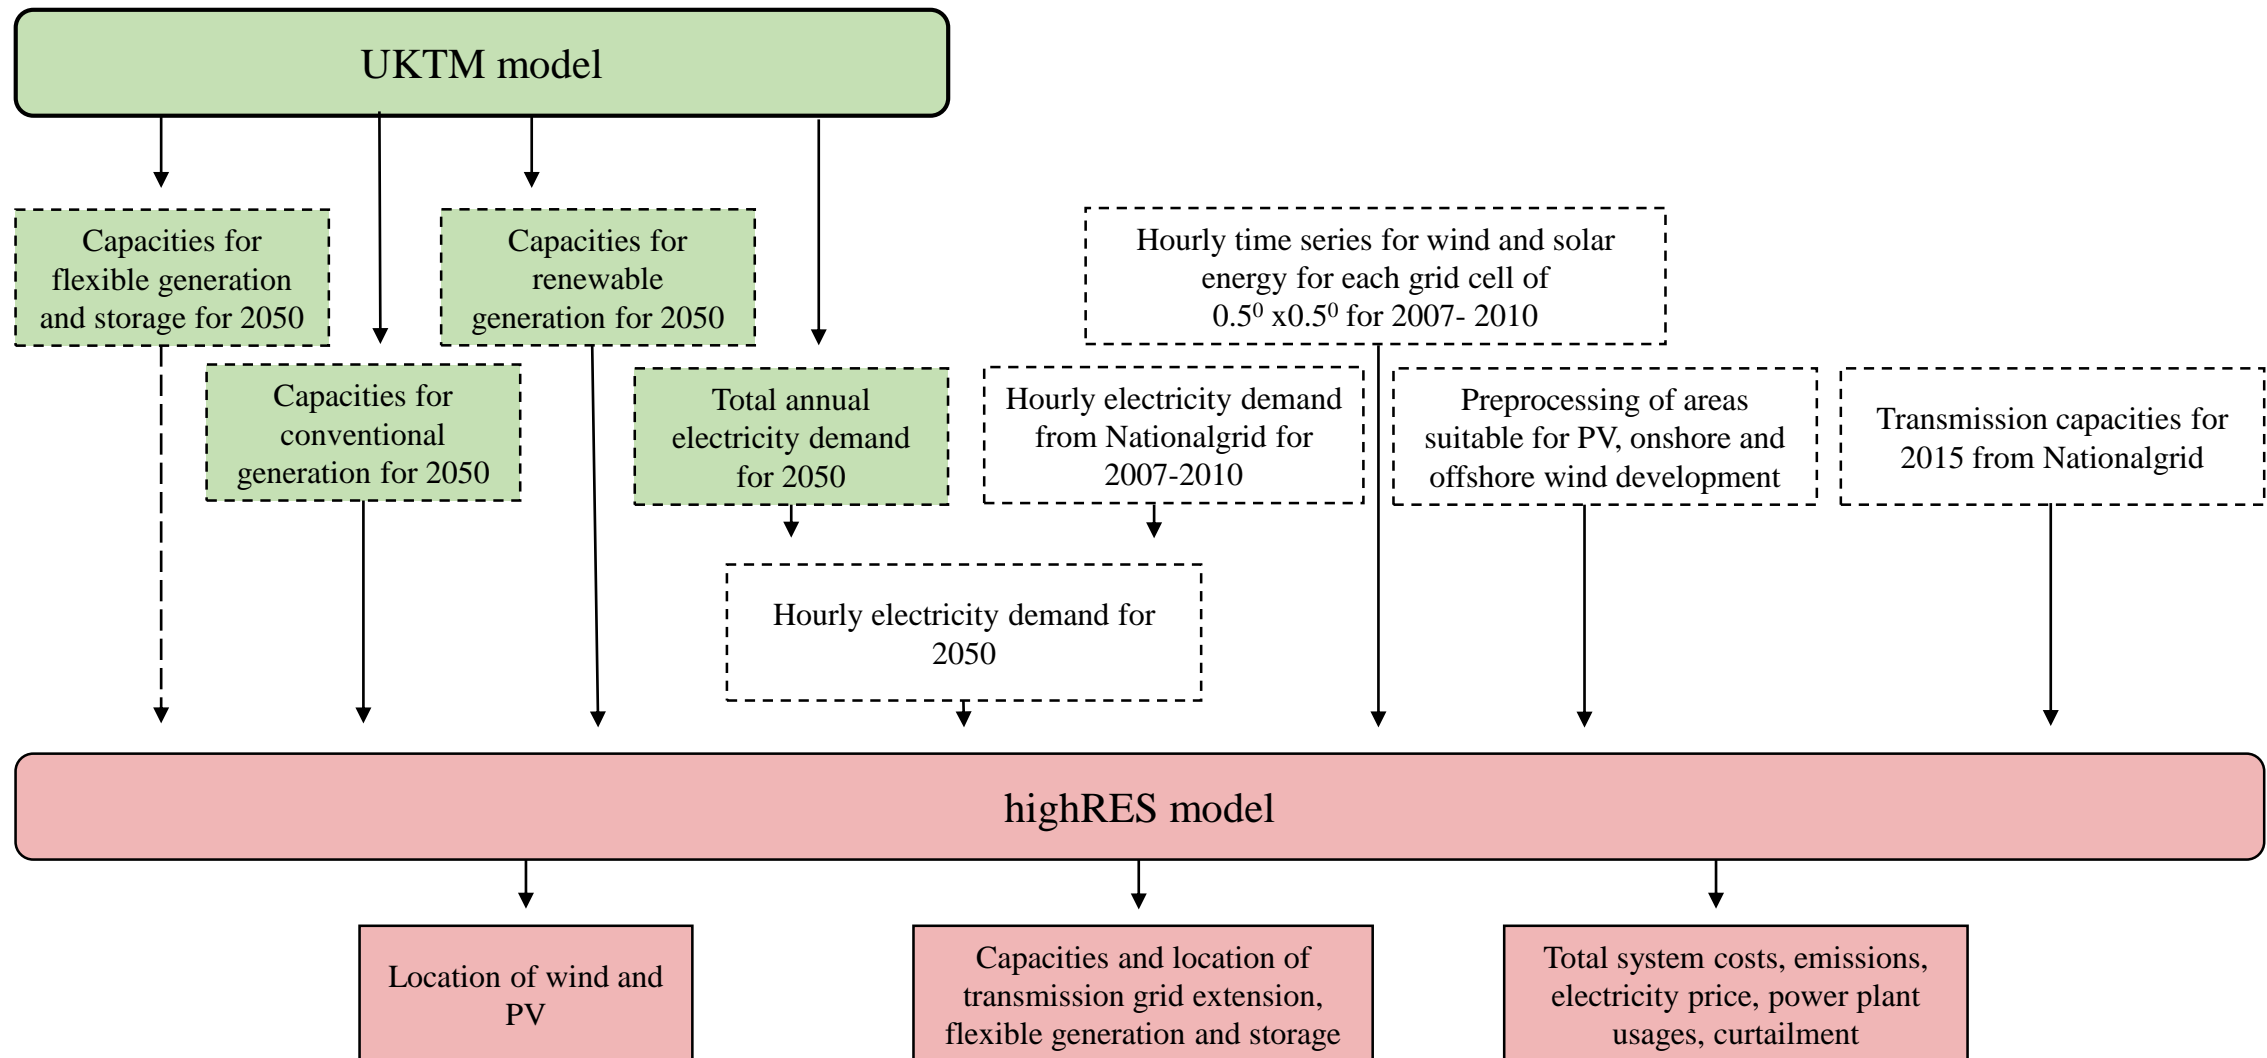 UKTM model
Capacities for
flexible generation
and storage for 2050
Capacities for
renewable
generation for 2050
Hourly time series for wind and solar
energy for each grid cell of
0.5⁰ x0.5⁰ for 2007- 2010
Capacities for
conventional
generation for 2050
Total annual
electricity demand
for 2050
Hourly electricity demand
from Nationalgrid for
2007-2010
Preprocessing of areas
suitable for PV, onshore and
offshore wind development
Transmission capacities for
2015 from Nationalgrid
Hourly electricity demand for
2050
highRES model
Location of wind and
PV
Capacities and location of
transmission grid extension,
flexible generation and storage
Total system costs, emissions,
electricity price, power plant
usages, curtailment